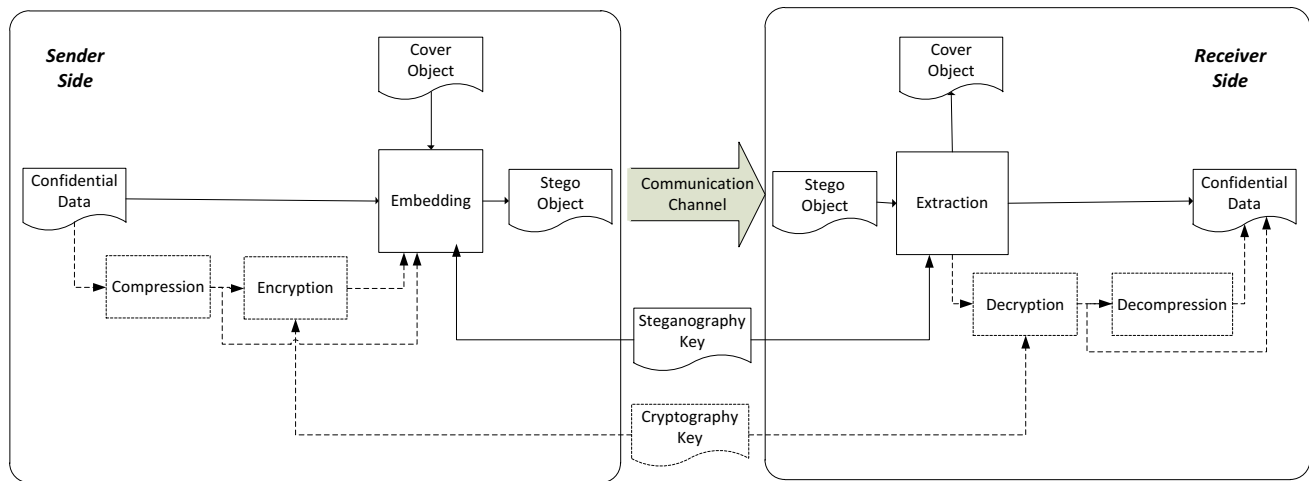 Sender
Side
Cover
Object
Confidential
Data
Embedding
Stego
Object
Compression
Encryption
Communication
Channel
Steganography
Key
Cryptography
Key
Receiver
Side
Cover
Object
Stego
Object
Extraction
Confidential
Data
Decryption
Decompression